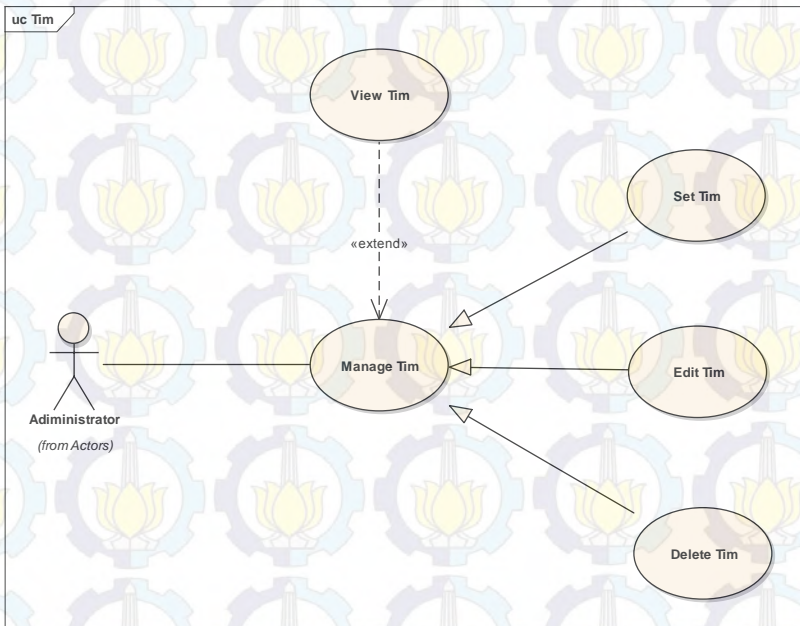 uc Tim
View Tim
Set Tim
«extend»
Manage Tim
Edit Tim
Adiministrator
(from Actors)
Delete Tim